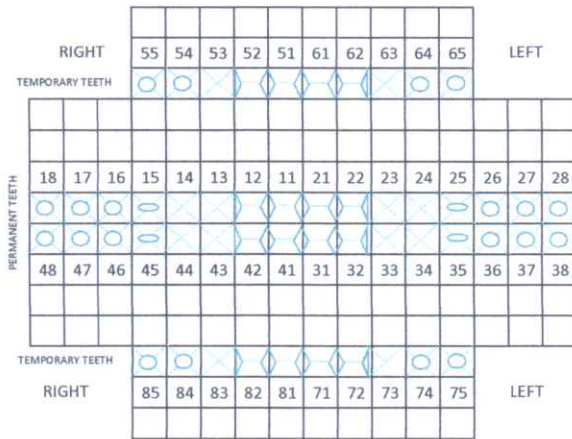 RIGHT 55 54 53 52 51 61 62 63 64 65 LEFT
TEMPORARY TEETH
18 17 16 15 14 13 12 11 21 22 23 24 25 26 27 28
PERMANENT TEETH
48 47 46 45 44 43 42 41 31 32 33 34 35 36 37 38
TEMPORARY TEETH
RIGHT 85 84 83 82 81 71 72 73 74 75 LEFT